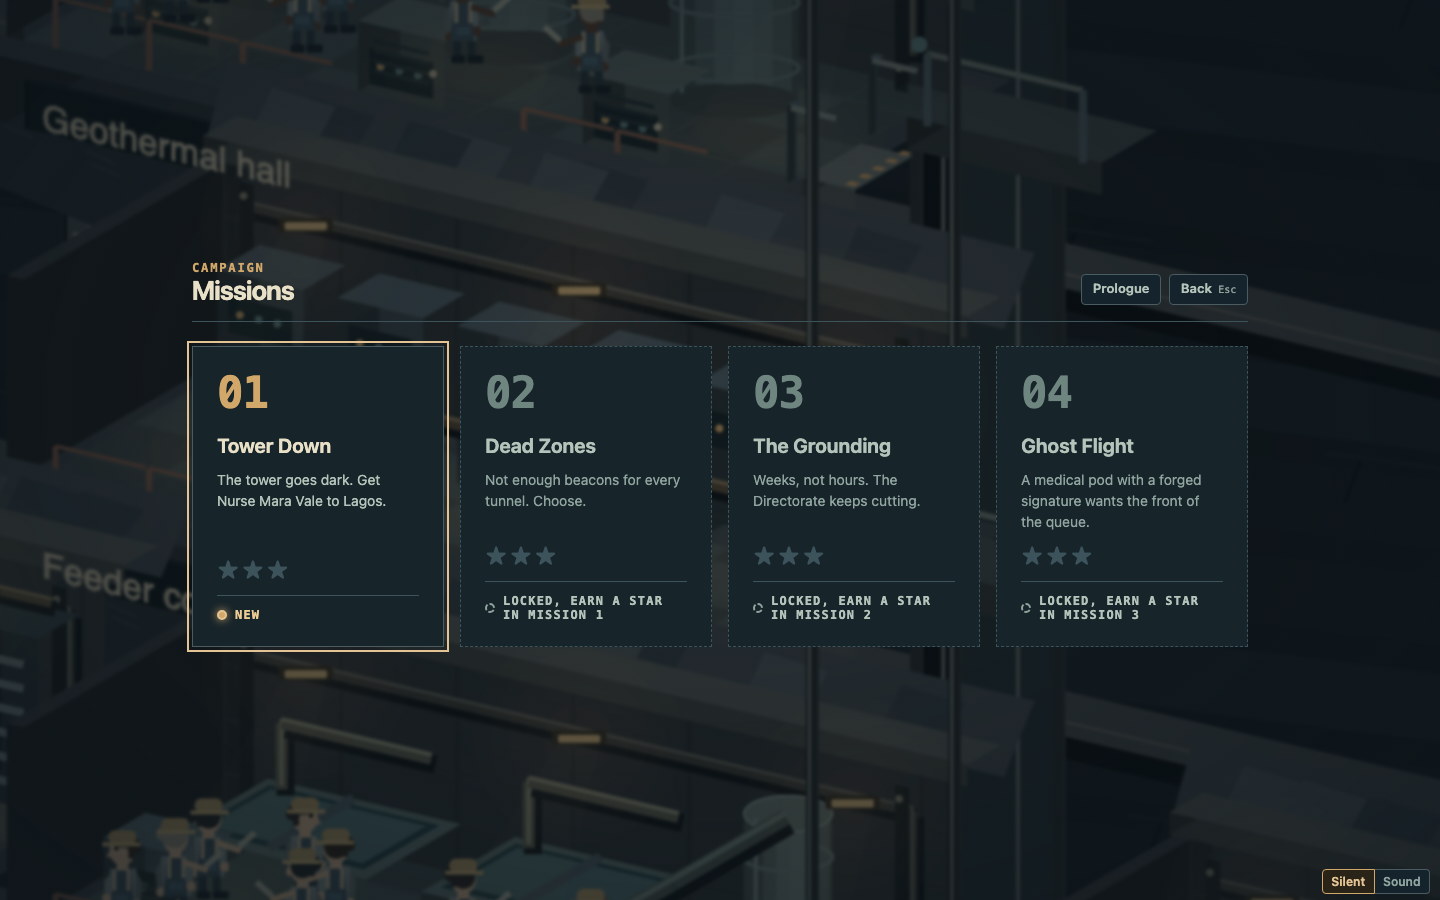 Geothermal hall
CAMPAIGN
Missions
Prologue
Back Esc
01
Tower Down
The tower goes dark. Get
Nurse Mara Vale to Lagos.
NEW
02
Dead Zones
Not enough beacons for every
tunnel. Choose.
LOCKED, EARN A STAR
IN MISSION 1
03
The Grounding
Weeks, not hours. The
Directorate keeps cutting.
LOCKED, EARN A STAR
IN MISSION 2
04
Ghost Flight
A medical pod with a forged
signature wants the front of
the queue.
LOCKED, EARN A STAR
IN MISSION 3
Feeder
Silent
Sound